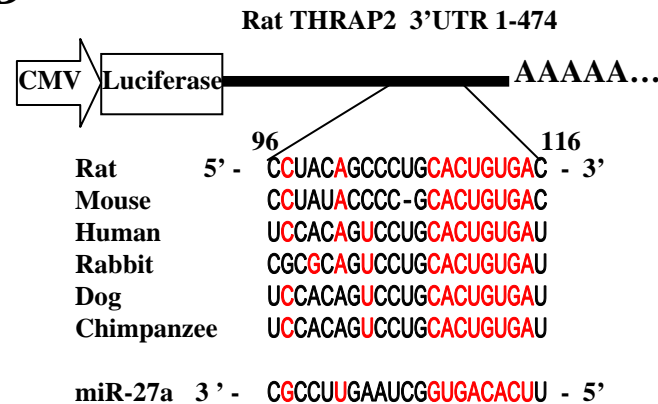 Rat THRAP2 3'UTR 1-474
CMV Luciferase AAAAA...
96 116
Rat 5' - CCUACAGCCCUGCACUGUGAC - 3'
Mouse CCUAUACCCC-GCACUGUGAC
Human UCCACAGUCCUGCACUGUGAU
Rabbit CGCGCAGUCCUGCACUGUGAU
Dog UCCACAGUCCUGCACUGUGAU
Chimpanzee UCCACAGUCCUGCACUGUGAU
miR-27a 3' - CGCCUUGAAUCGGUGACACUU - 5'